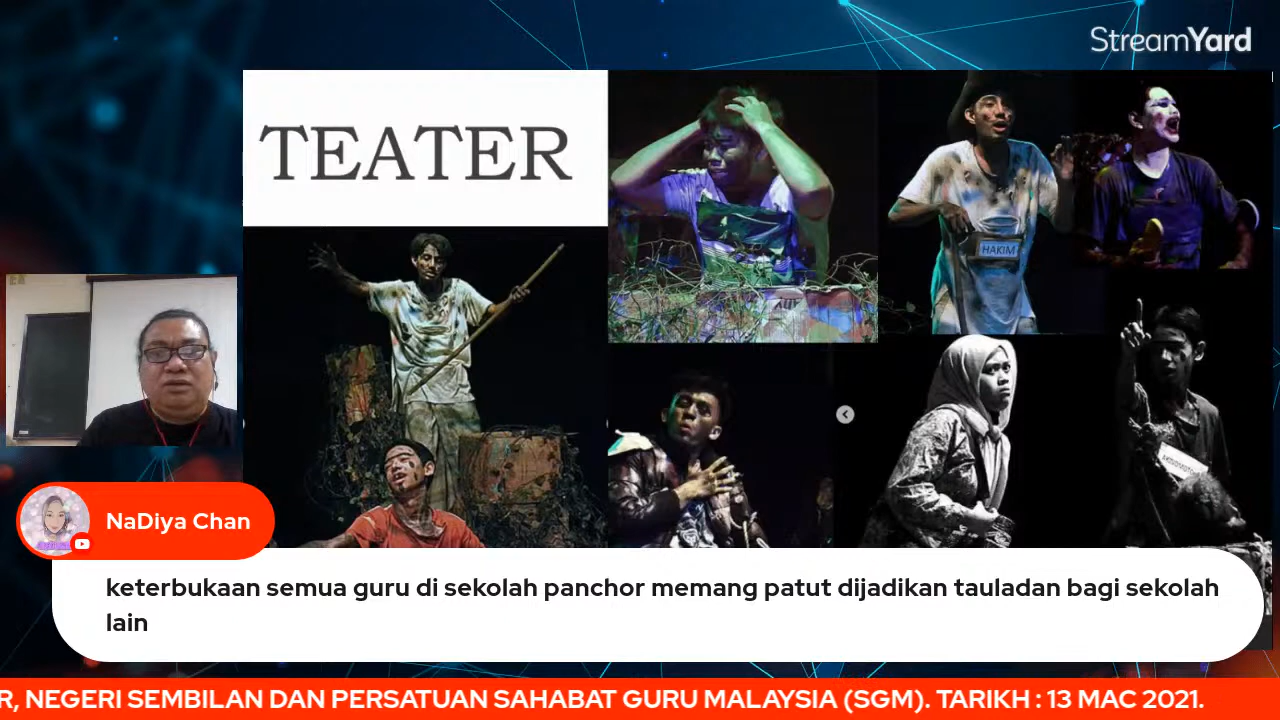 StreamYard
TEATER
HAKIM
NaDiya Chan
keterbukaan semua guru di sekolah panchor memang patut dijadikan tauladan bagi sekolah
lain
R, NEGERI SEMBILAN DAN PERSATUAN SAHABAT GURU MALAYSIA (SGM). TARIKH : 13 MAC 2021.